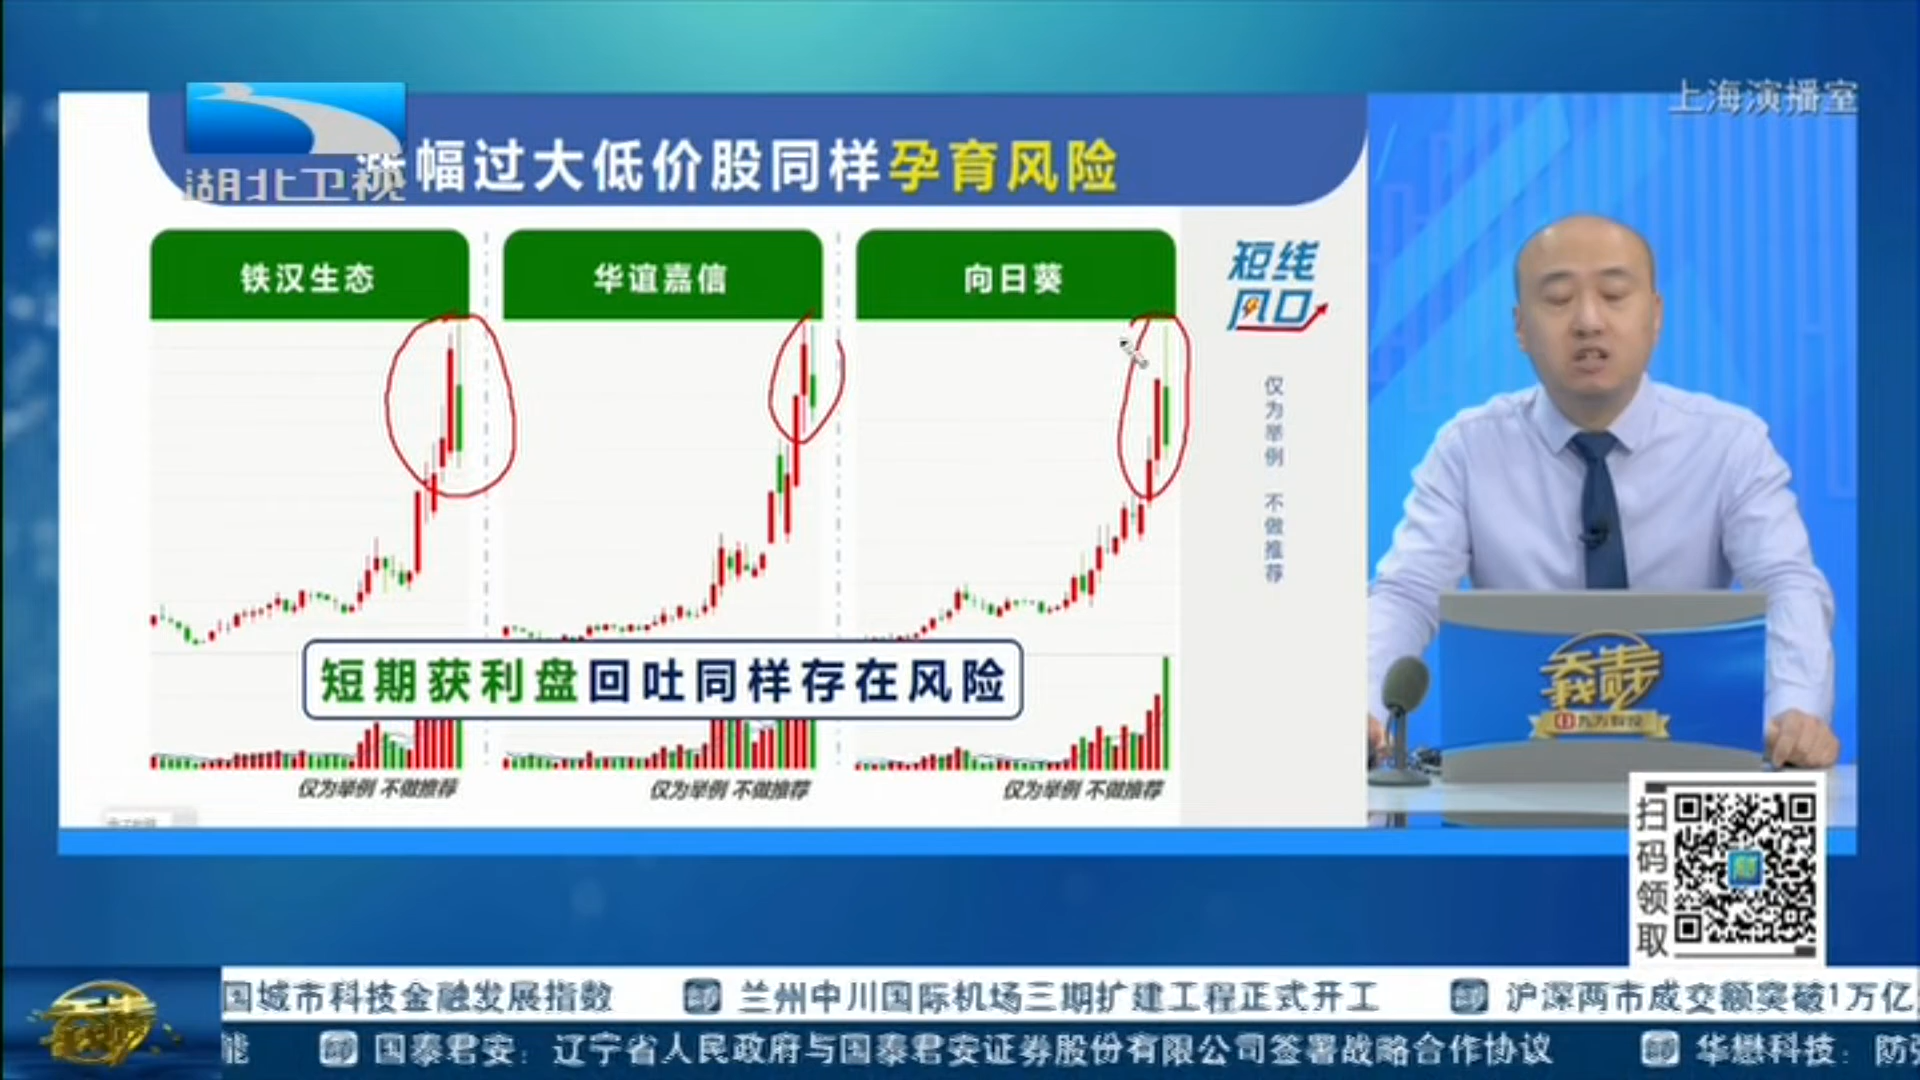 湖北卫视
上海演播室
涨幅过大低价股同样孕育风险
铁汉生态
华谊嘉信
向日葵
短线
风口
仅为举例 不做推荐
短期获利盘回吐同样存在风险
仅为举例 不做推荐
仅为举例 不做推荐
仅为举例 不做推荐
扫码领取
国城市科技金融发展指数
兰州中川国际机场三期扩建工程正式开工
沪深两市成交额突破1万亿
能
国泰君安：辽宁省人民政府与国泰君安证券股份有限公司签署战略合作协议
华懋科技：防